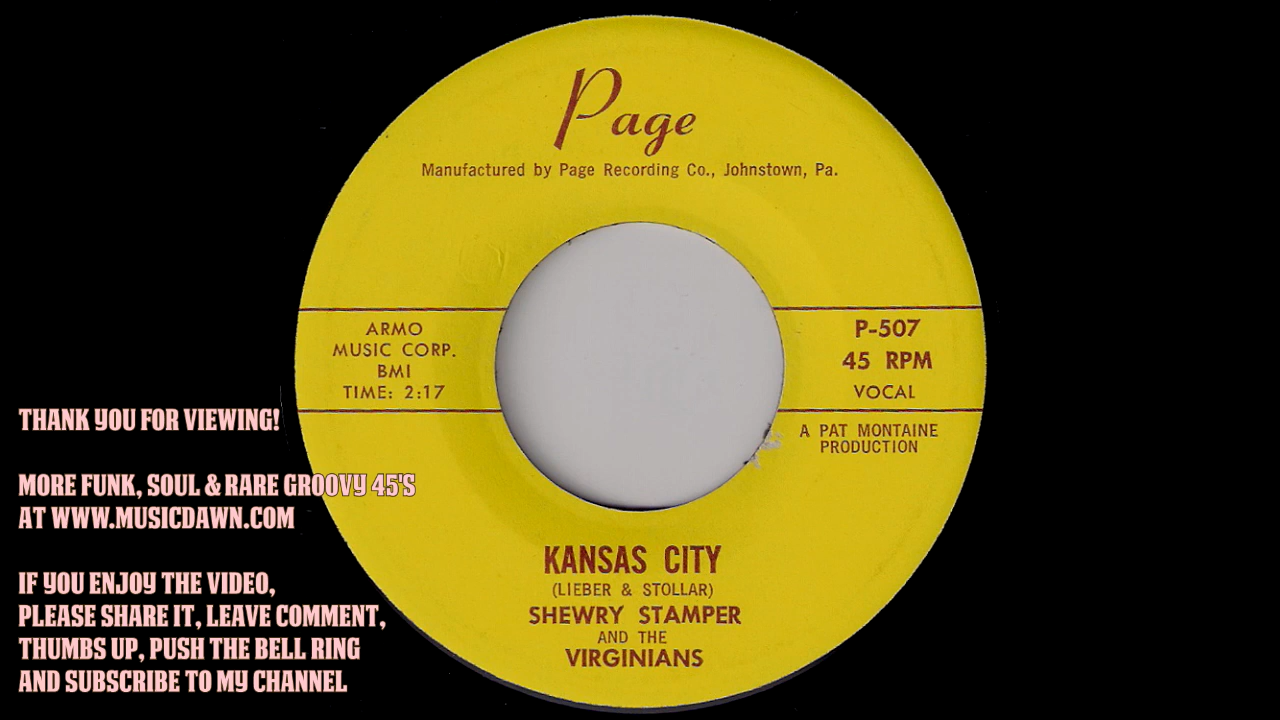 Page
Manufactured by Page Recording Co., Johnstown, Pa.
ARMO
MUSIC CORP.
BMI
TIME: 2:17
P-507
45 RPM
VOCAL
A PAT MONTAINE
PRODUCTION
KANSAS CITY
(LIEBER & STOLLAR)
SHEWRY STAMPER
AND THE
VIRGINIANS
THANK YOU FOR VIEWING!
MORE FUNK, SOUL & RARE GROOVY 45'S
AT WWW.MUSICDAWN.COM
IF YOU ENJOY THE VIDEO,
PLEASE SHARE IT, LEAVE COMMENT,
THUMBS UP, PUSH THE BELL RING
AND SUBSCRIBE TO MY CHANNEL